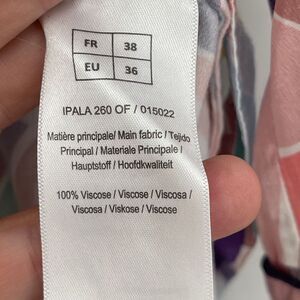 FR 38
EU 36
IPALA 260 OF / 015022
Matière principale/ Main fabric / Tejido
Principal / Materiale Principale /
Hauptstoff / Hoofdkwaliteit
100% Viscose / Viscose / Viscosa /
Viscosa / Viskose / Viscose